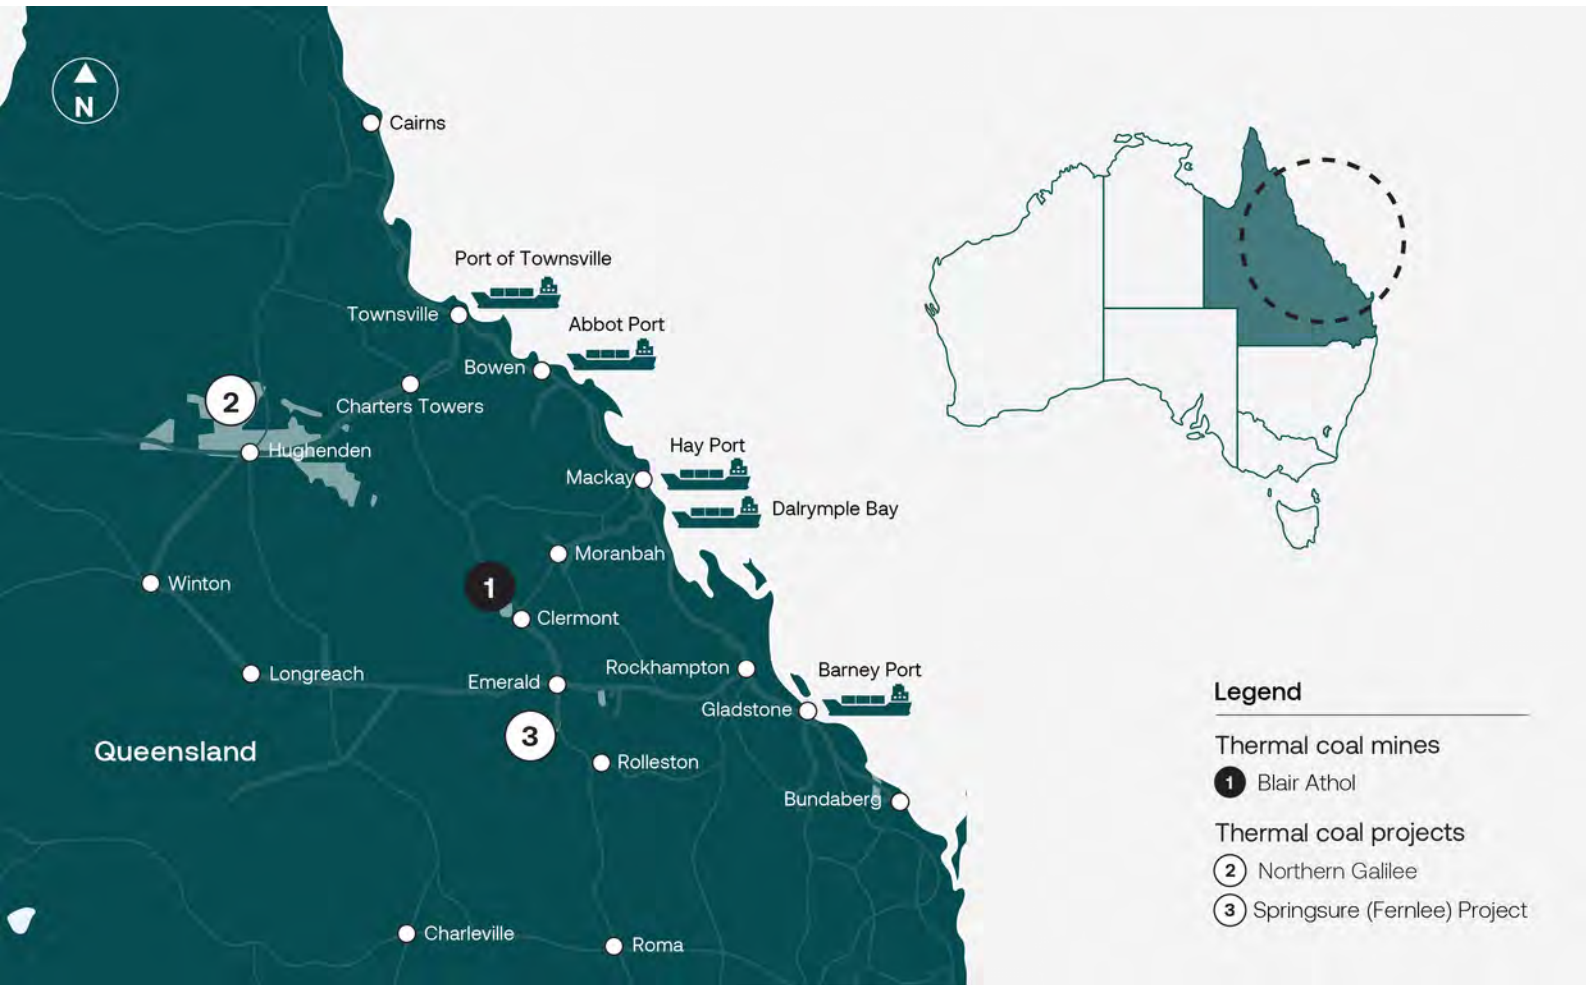 N
Cairns
Port of Townsville
Townsville
Abbot Port
Bowen
2
Charters Towers
Hughenden
Hay Port
Mackay
Dalrymple Bay
Moranbah
1
Winton
Clermont
Longreach
Rockhampton
Emerald
Barney Port
Gladstone
3
Queensland
Rolleston
Bundaberg
Charleville
Roma
Legend
Thermal coal mines
1 Blair Athol
Thermal coal projects
2 Northern Galilee
3 Springsure (Fernlee) Project